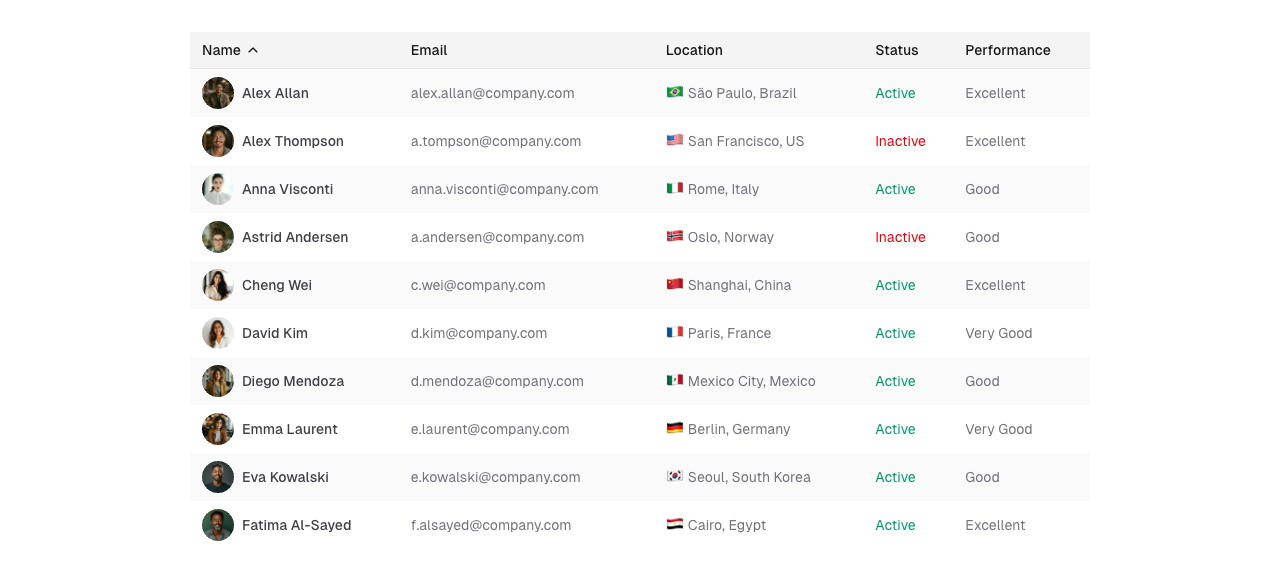 Name Email Location Status Performance
Alex Allan alex.allan@company.com São Paulo, Brazil Active Excellent
Alex Thompson a.tompson@company.com San Francisco, US Inactive Excellent
Anna Visconti anna.visconti@company.com Rome, Italy Active Good
Astrid Andersen a.andersen@company.com Oslo, Norway Inactive Good
Cheng Wei c.wei@company.com Shanghai, China Active Excellent
David Kim d.kim@company.com Paris, France Active Very Good
Diego Mendoza d.mendoza@company.com Mexico City, Mexico Active Good
Emma Laurent e.laurent@company.com Berlin, Germany Active Very Good
Eva Kowalski e.kowalski@company.com Seoul, South Korea Active Good
Fatima Al-Sayed f.alsayed@company.com Cairo, Egypt Active Excellent